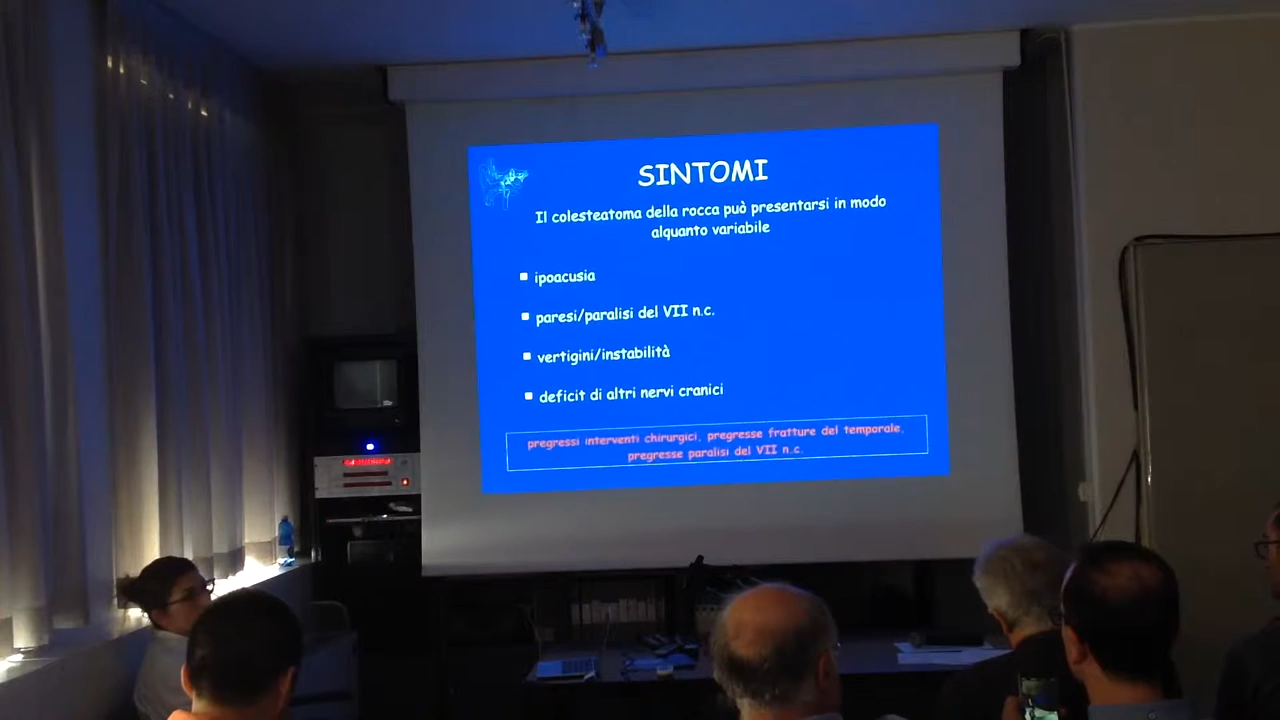 SINTOMI
Il colesteatoma della rocca può presentarsi in modo
alquanto variabile
ipoacusia
paresi/paralisi del VII n.c.
vertigini/instabilità
deficit di altri nervi cranici
pregressi interventi chirurgici, pregresse fratture del temporale,
pregresse paralisi del VII n.c.